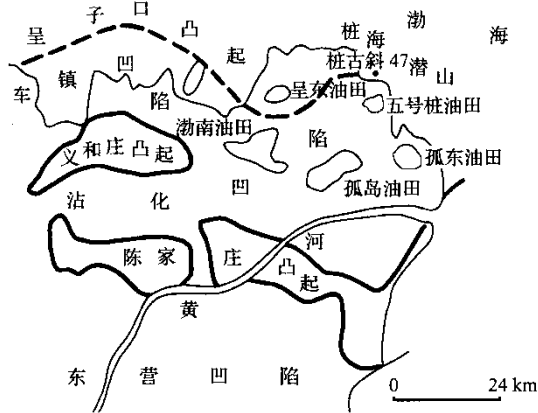 呈子口凸起
渤海
桩海潜山
桩古斜47
车镇凹陷
呈东油田
五号桩油田
渤南油田
义和庄凸起
孤东油田
孤岛油田
沾化凹陷
陈家庄凸起
黄河
东营凹陷
0 24 km